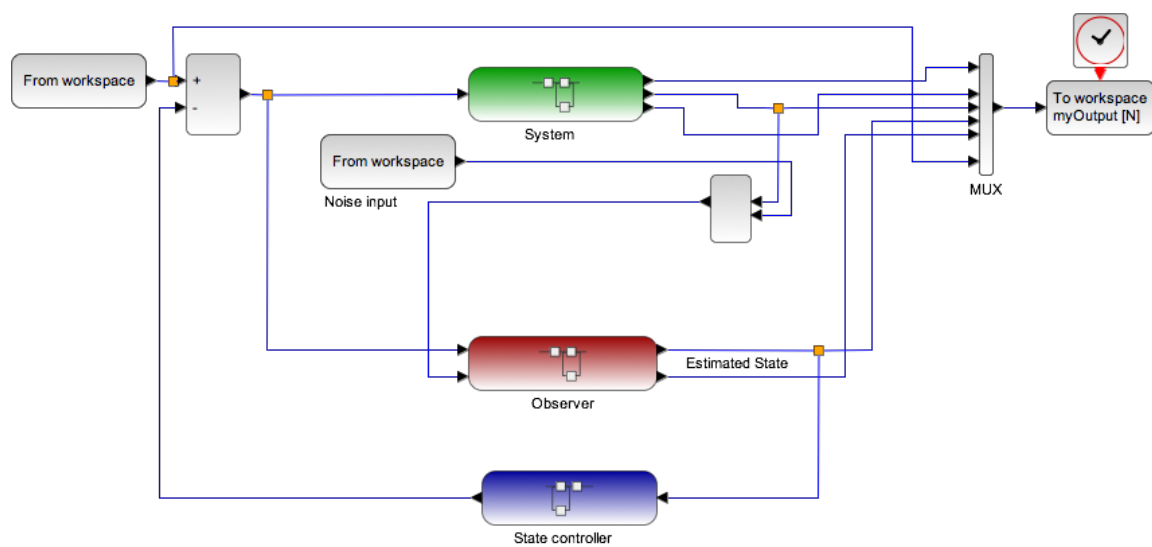 From workspace
+
-
System
From workspace
Noise input
MUX
To workspace
myOutput [N]
Estimated State
Observer
State controller